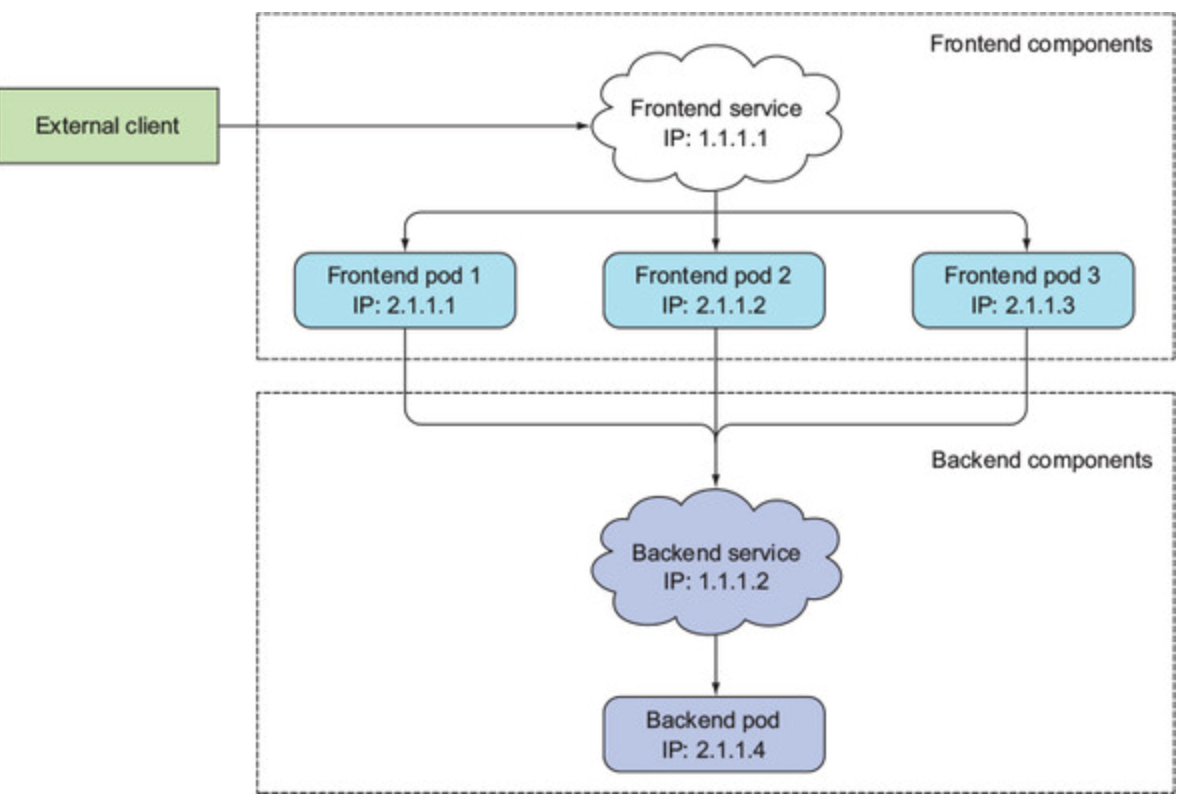 Frontend components
External client
Frontend service
IP: 1.1.1.1
Frontend pod 1
IP: 2.1.1.1
Frontend pod 2
IP: 2.1.1.2
Frontend pod 3
IP: 2.1.1.3
Backend components
Backend service
IP: 1.1.1.2
Backend pod
IP: 2.1.1.4